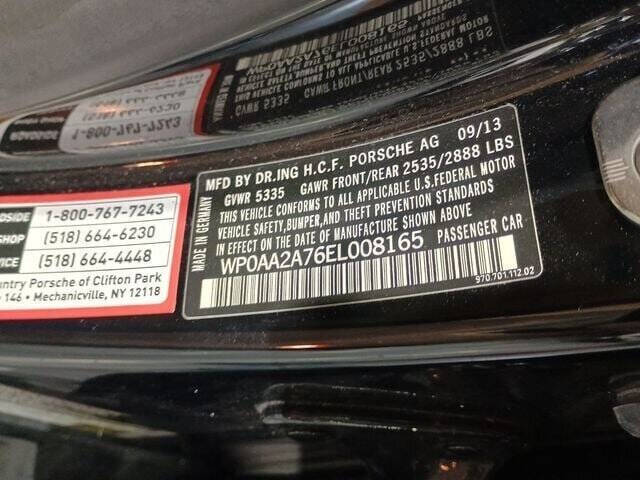 MFD BY DR.ING H.C.F. PORSCHE AG 09/13
GVWR 5335 GAWR FRONT/REAR 2535/2888 LBS
THIS VEHICLE CONFORMS TO ALL APPLICABLE U.S.FEDERAL MOTOR
VEHICLE SAFETY,BUMPER,AND THEFT PREVENTION STANDARDS
IN EFFECT ON THE DATE OF MANUFACTURE SHOWN ABOVE
WP0AA2A76EL008165 PASSENGER CAR
MADE IN GERMANY
970.701.112.02
1-800-767-7243
(518) 664-6230
(518) 664-4448
Porsche of Clifton Park
146 • Mechanicville, NY 12118